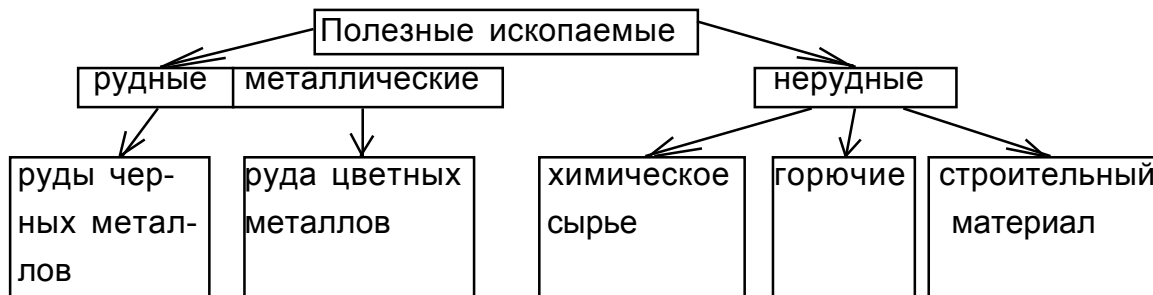 Полезные ископаемые
рудные металлические
нерудные
руды чер-
ных метал-
лов
руда цветных
металлов
химическое
сырье
горючие
строительный
материал